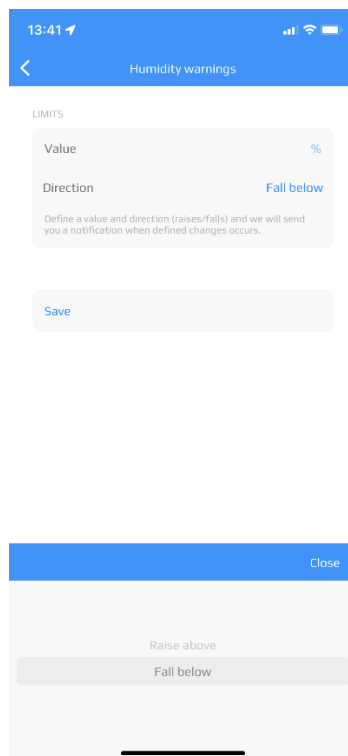 13:41
Humidity warnings
LIMITS
Value %
Direction Fall below
Define a value and direction (raises/falls) and we will send
you a notification when defined changes occurs.
Save
Close
Raise above
Fall below